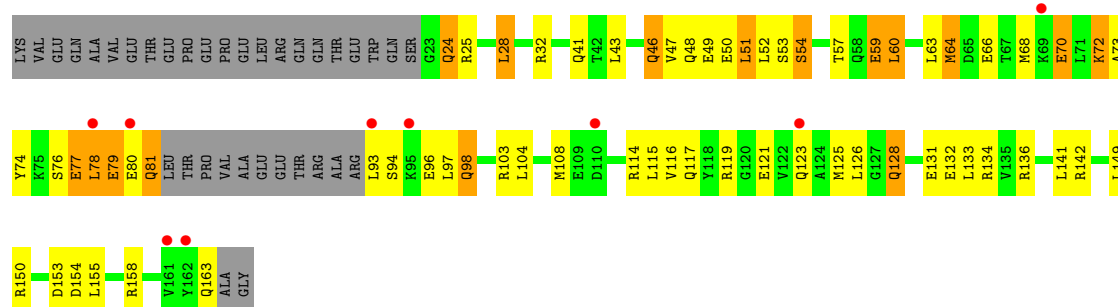 LYS VAL GLU GLN ALA VAL GLU THR GLU PRO GLU PRO GLU LEU ARG GLN GLN THR GLU TRP GLN SER G23 Q24 R25 L28 R32 Q41 T42 L43 Q46 V47 Q48 E49 E50 L51 L52 S53 S54 T57 Q58 E59 L60 L63 M64 D65 E66 T67 M68 K69 E70 L71 K72 A73
Y74 K75 S76 E77 L78 E79 E80 Q81 LEU THR PRO VAL ALA GLU GLU THR ARG ALA ARG L93 S94 K95 E96 L97 Q98 R103 L104 M108 E109 D110 R114 L115 V116 Q117 Y118 R119 G120 E121 V122 Q123 A124 M125 L126 G127 Q128 E131 E132 L133 R134 V135 R136 L141 R142 L149
R150 D153 D154 L155 R158 V161 Y162 Q163 ALA GLY